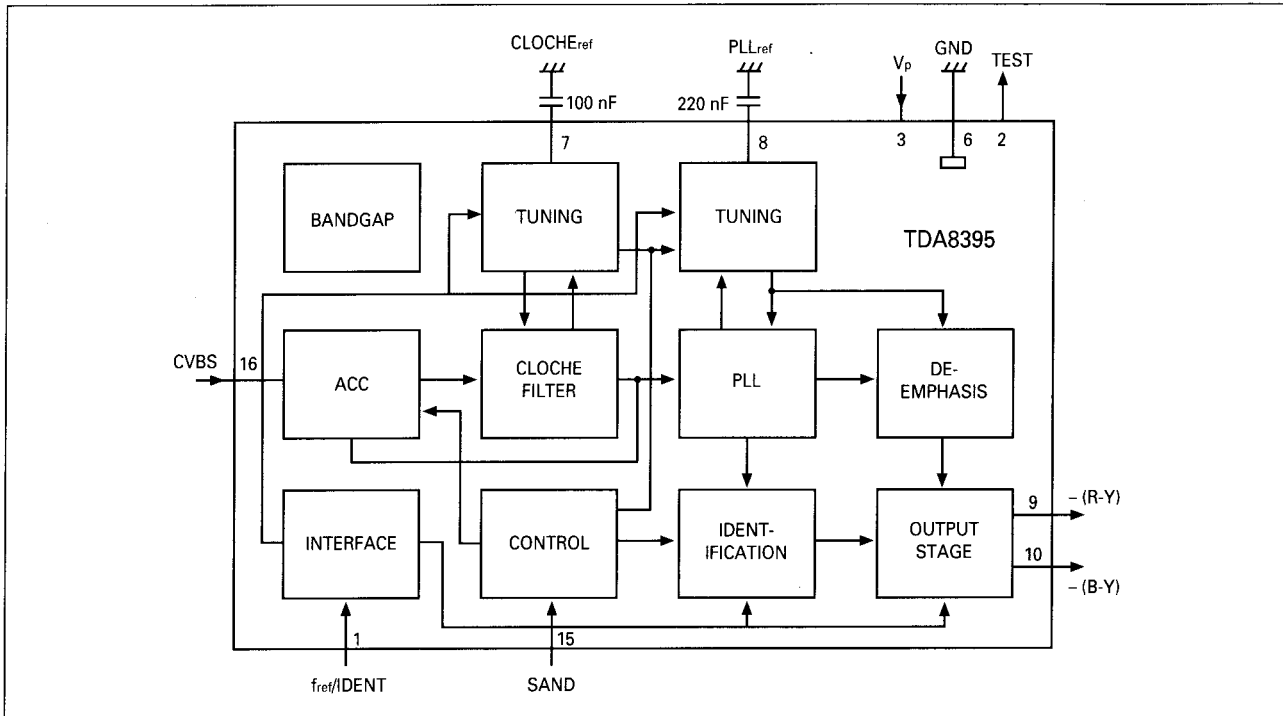 CLOCHEref
PLLref
GND
Vp
TEST
100 nF
220 nF
7
8
3
6
2
BANDGAP
TUNING
TUNING
TDA8395
CVBS
16
ACC
CLOCHE
FILTER
PLL
DE-
EMPHASIS
INTERFACE
CONTROL
IDENT-
IFICATION
OUTPUT
STAGE
9
– (R-Y)
10
– (B-Y)
1
15
fref/IDENT
SAND